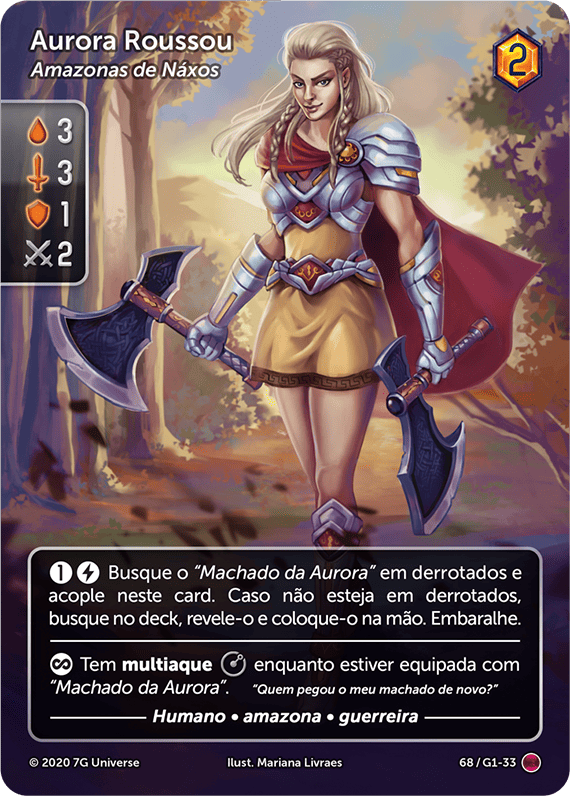 Aurora Roussou
Amazonas de Náxos
2
3
3
1
2
1 Busque o “Machado da Aurora” em derrotados e
acople neste card. Caso não esteja em derrotados,
busque no deck, revele-o e coloque-o na mão. Embaralhe.
∞ Tem multiaque enquanto estiver equipada com
“Machado da Aurora”. “Quem pegou o meu machado de novo?”
Humano • amazona • guerreira
© 2020 7G Universe Ilust. Mariana Livraes 68 / G1-33